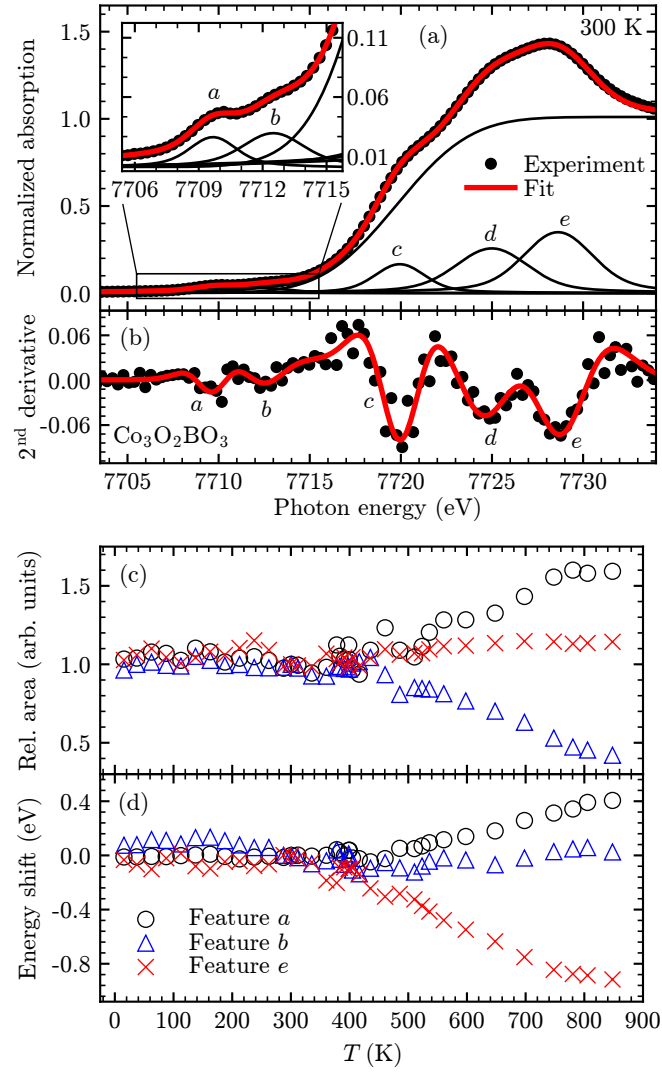 (a)
300 K
Normalized absorption
1.5
1.0
0.5
0.0
0.11
0.06
0.01
7706
7709
7712
7715
a
b
Experiment
Fit
c
d
e
(b)
2nd derivative
0.06
0.00
-0.06
a
b
c
d
e
Co3O2BO3
7705
7710
7715
7720
7725
7730
Photon energy (eV)
(c)
Rel. area (arb. units)
1.5
1.0
0.5
(d)
Energy shift (eV)
0.4
0.0
-0.4
-0.8
Feature a
Feature b
Feature e
0
100
200
300
400
500
600
700
800
900
T (K)